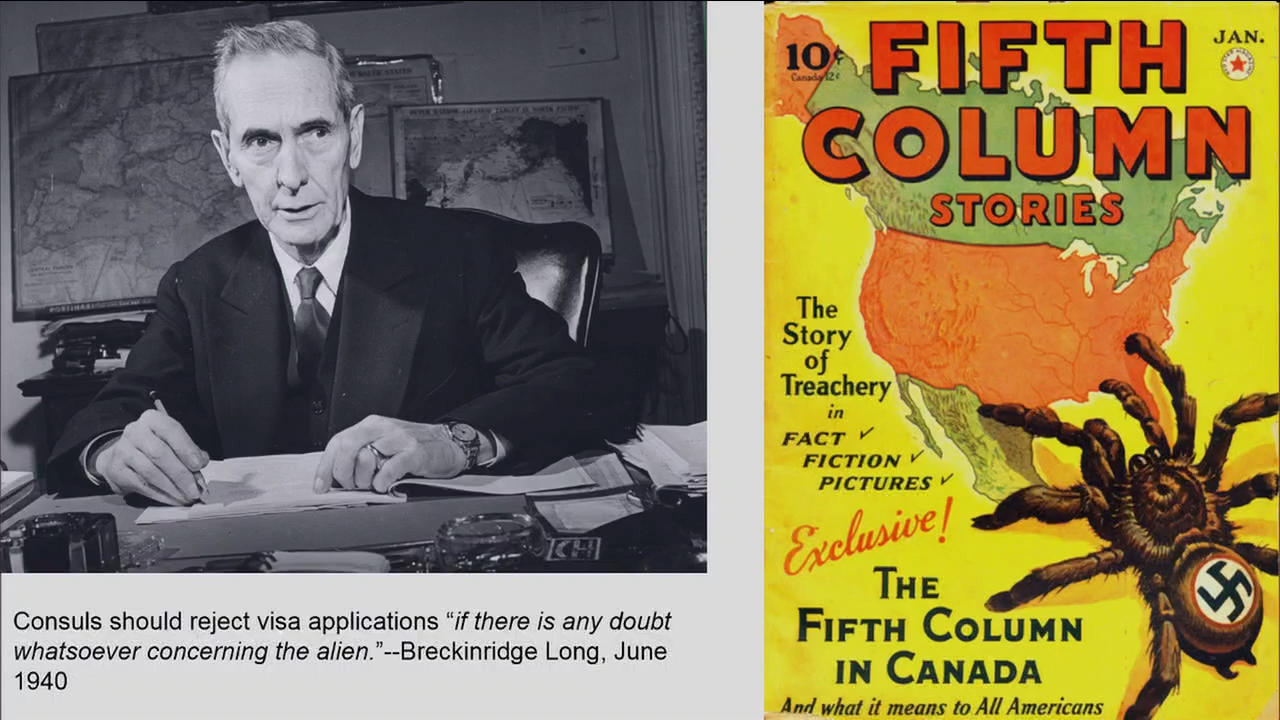 Consuls should reject visa applications “if there is any doubt
whatsoever concerning the alien.”--Breckinridge Long, June
1940
10¢
Canada 12¢
JAN.
FIFTH
COLUMN
STORIES
The
Story
of
Treachery
in
FACT ✓
FICTION ✓
PICTURES ✓
Exclusive!
THE
FIFTH COLUMN
IN CANADA
And what it means to All Americans